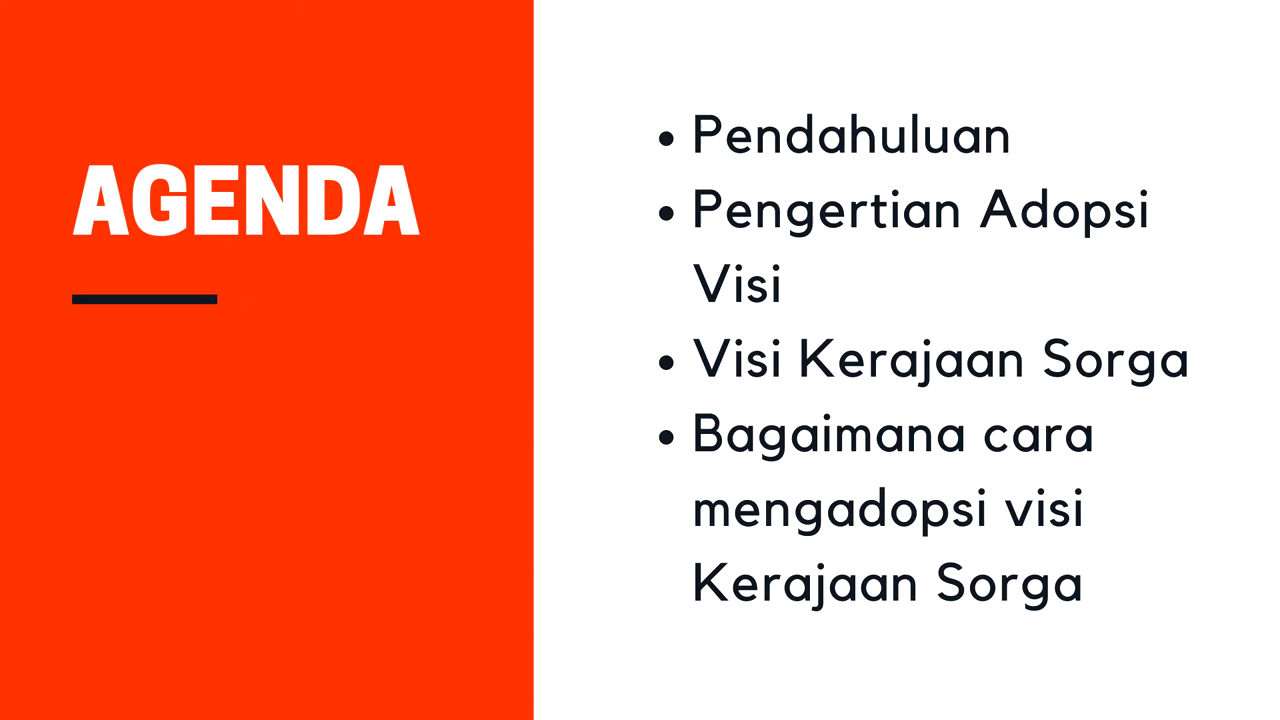 AGENDA
• Pendahuluan
• Pengertian Adopsi
Visi
• Visi Kerajaan Sorga
• Bagaimana cara
mengadopsi visi
Kerajaan Sorga